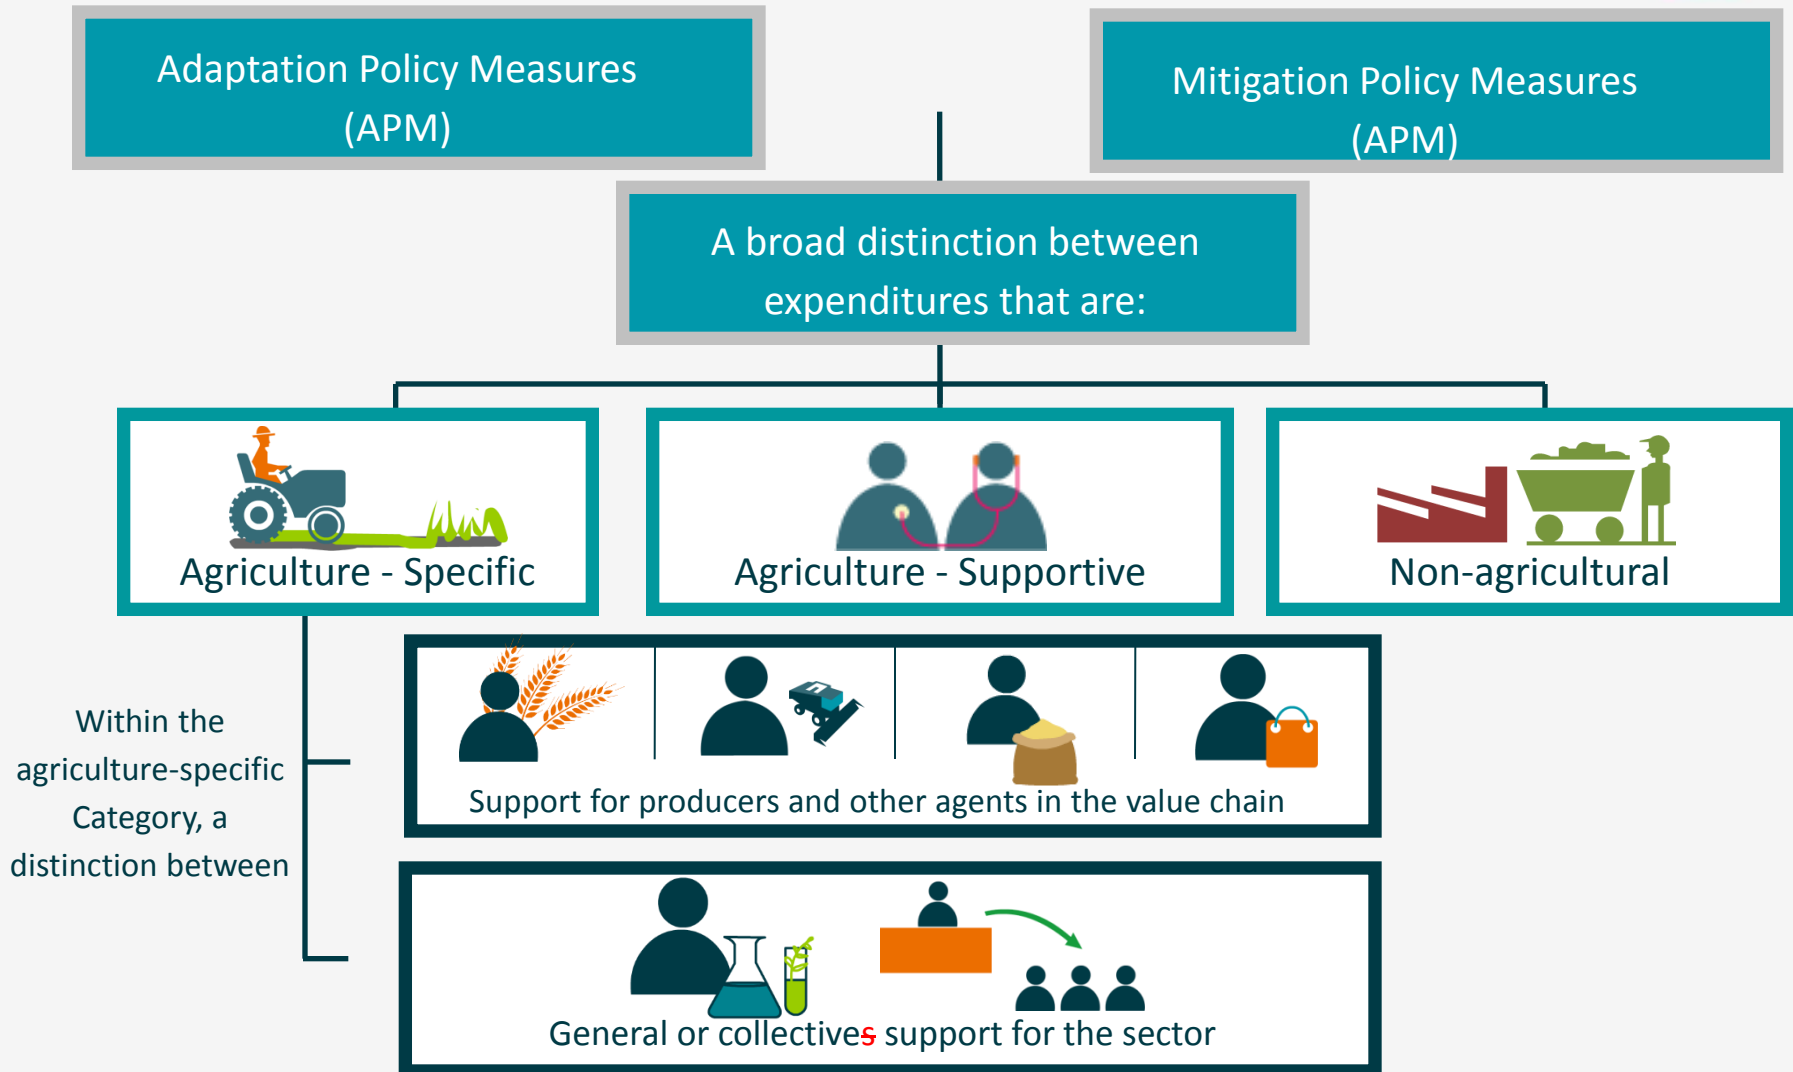 Adaptation Policy Measures
(APM)
Mitigation Policy Measures
(APM)
A broad distinction between
expenditures that are:
Agriculture - Specific
Agriculture - Supportive
Non-agricultural
Within the
agriculture-specific
Category, a
distinction between
Support for producers and other agents in the value chain
General or collectives support for the sector